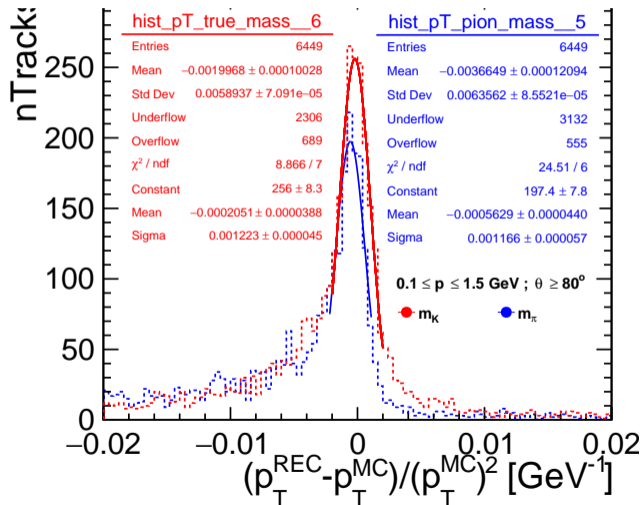 hist_pT_true_mass__6
Entries 6449
Mean −0.0019968 ± 0.00010028
Std Dev 0.0058937 ± 7.091e−05
Underflow 2306
Overflow 689
χ² / ndf 8.866 / 7
Constant 256 ± 8.3
Mean −0.0002051 ± 0.0000388
Sigma 0.001223 ± 0.000045
hist_pT_pion_mass__5
Entries 6449
Mean −0.0036649 ± 0.00012094
Std Dev 0.0063562 ± 8.5521e−05
Underflow 3132
Overflow 555
χ² / ndf 24.51 / 6
Constant 197.4 ± 7.8
Mean −0.0005629 ± 0.0000440
Sigma 0.001166 ± 0.000057
0.1 ≤ p ≤ 1.5 GeV ; θ ≥ 80°
m_K
m_π
nTracks
250
200
150
100
50
0
−0.02 −0.01 0 0.01 0.02
(p_T^REC-p_T^MC)/(p_T^MC)² [GeV⁻¹]